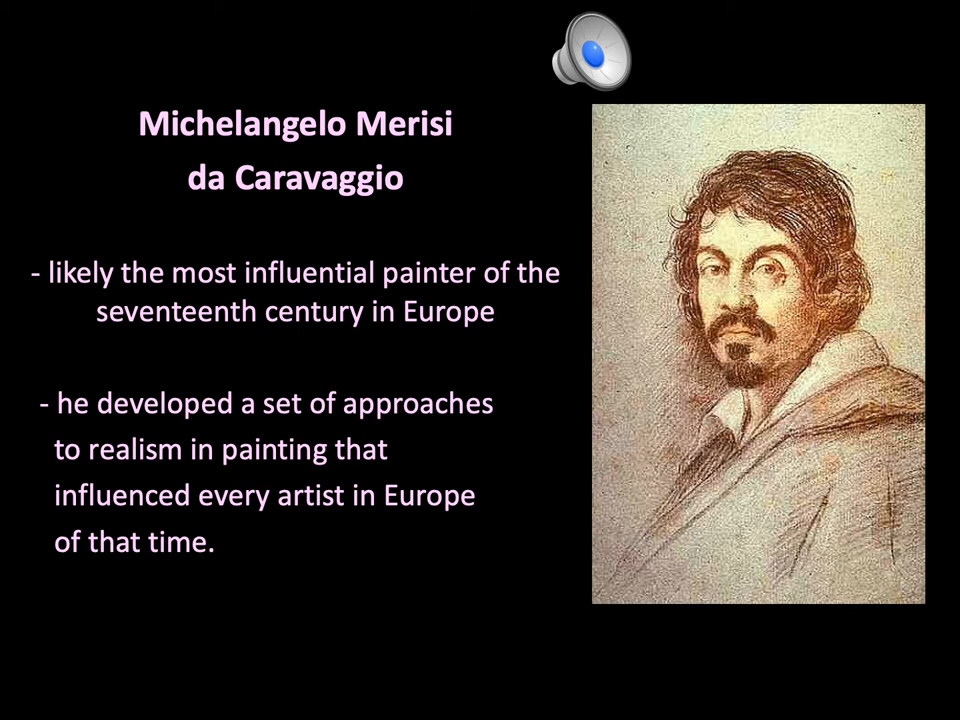 Michelangelo Merisi
da Caravaggio
- likely the most influential painter of the
seventeenth century in Europe
- he developed a set of approaches
to realism in painting that
influenced every artist in Europe
of that time.